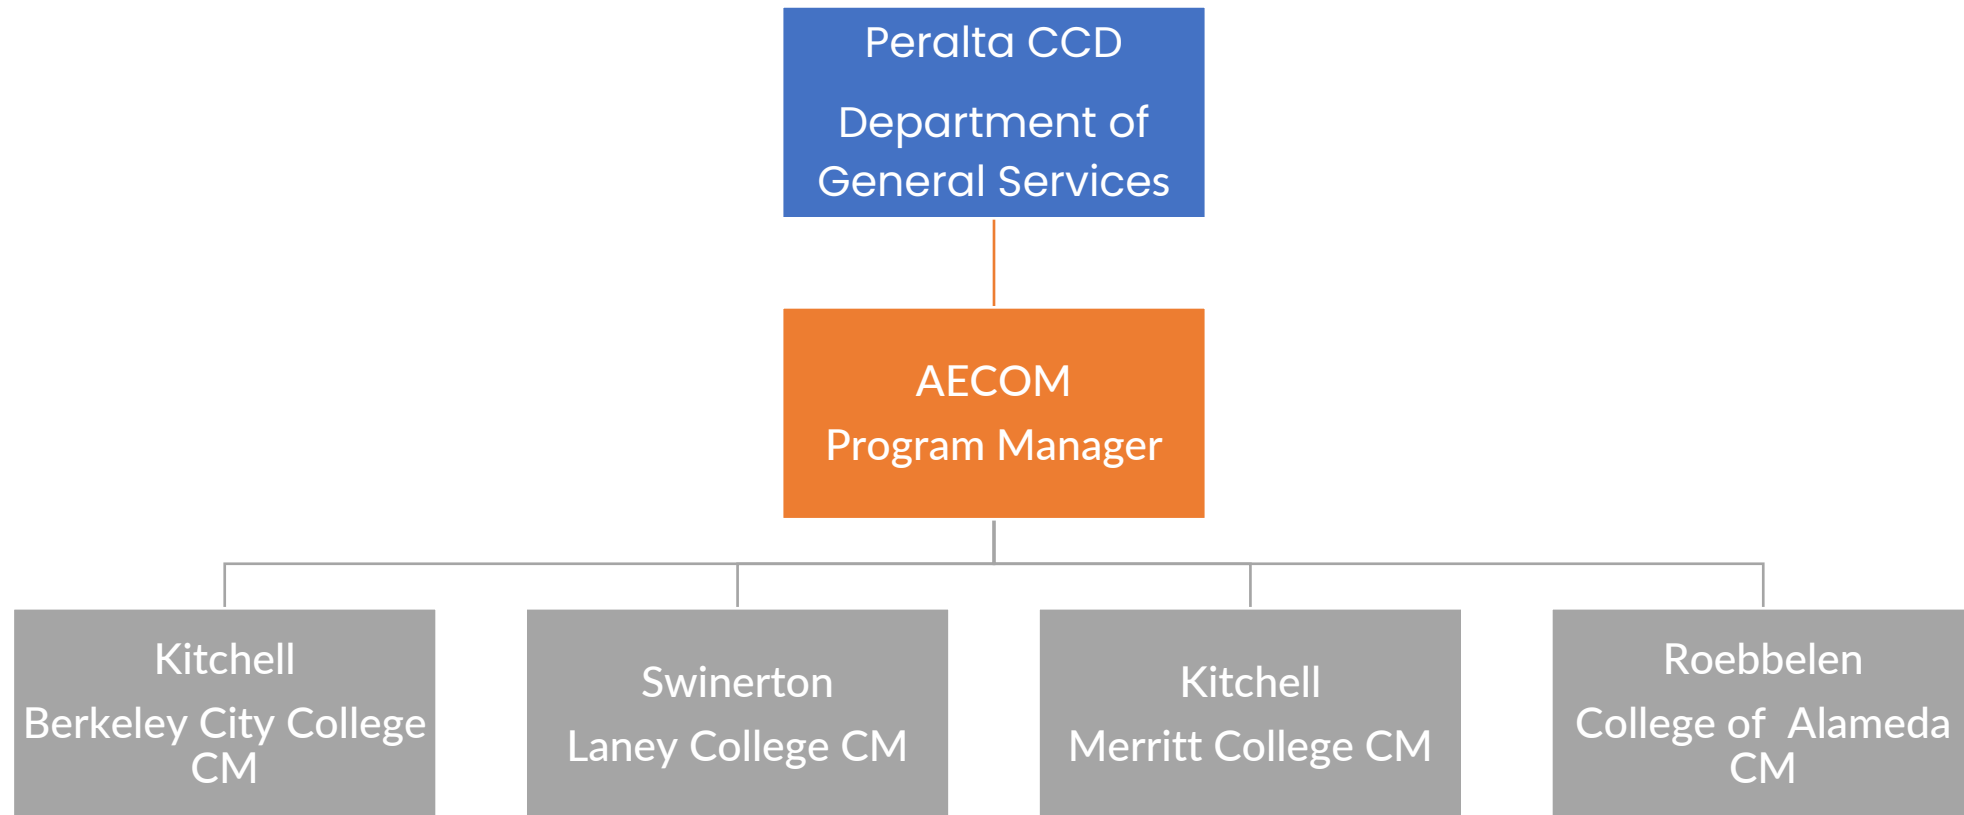 Peralta CCD
Department of
General Services
AECOM
Program Manager
Kitchell
Berkeley City College
CM
Swinerton
Laney College CM
Kitchell
Merritt College CM
Roebbelen
College of  Alameda
CM